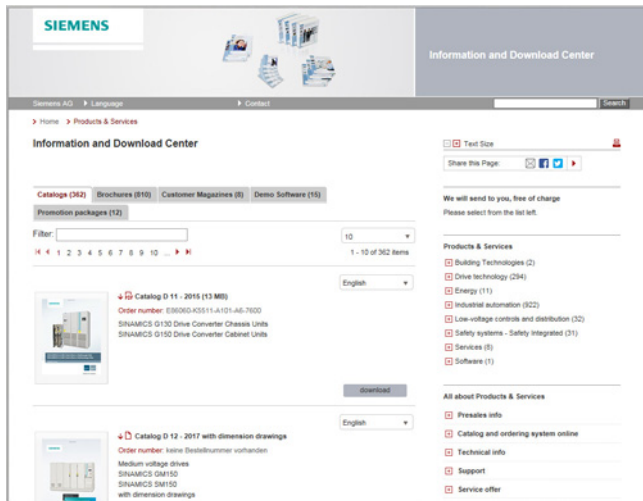 SIEMENS
Information and Download Center
Siemens AG
Language
Contact
Search
Home
Products & Services
Information and Download Center
Text Size
Share this Page:
Catalogs (362)
Brochures (810)
Customer Magazines (8)
Demo Software (15)
Promotion packages (12)
Filter:
10
1 2 3 4 5 6 7 8 9 10 ...
1 - 10 of 362 items
English
Catalog D 11 - 2015 (13 MB)
Order number: E86060-K5511-A101-A6-7600
SINAMICS G130 Drive Converter Chassis Units
SINAMICS G150 Drive Converter Cabinet Units
download
English
Catalog D 12 - 2017 with dimension drawings
Order number: keine Bestellnummer vorhanden
Medium voltage drives
SINAMICS GM150
SINAMICS SM150
with dimension drawings
We will send to you, free of charge
Please select from the list left.
Products & Services
Building Technologies (2)
Drive technology (294)
Energy (11)
Industrial automation (922)
Low-voltage controls and distribution (32)
Safety systems - Safety Integrated (31)
Services (8)
Software (1)
All about Products & Services
Presales info
Catalog and ordering system online
Technical info
Support
Service offer